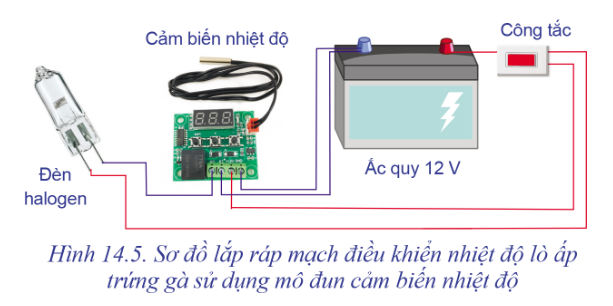 Công tắc
Cảm biến nhiệt độ
Đèn
halogen
Ắc quy 12 V
Hình 14.5. Sơ đồ lắp ráp mạch điều khiển nhiệt độ lò ấp
trứng gà sử dụng mô đun cảm biến nhiệt độ